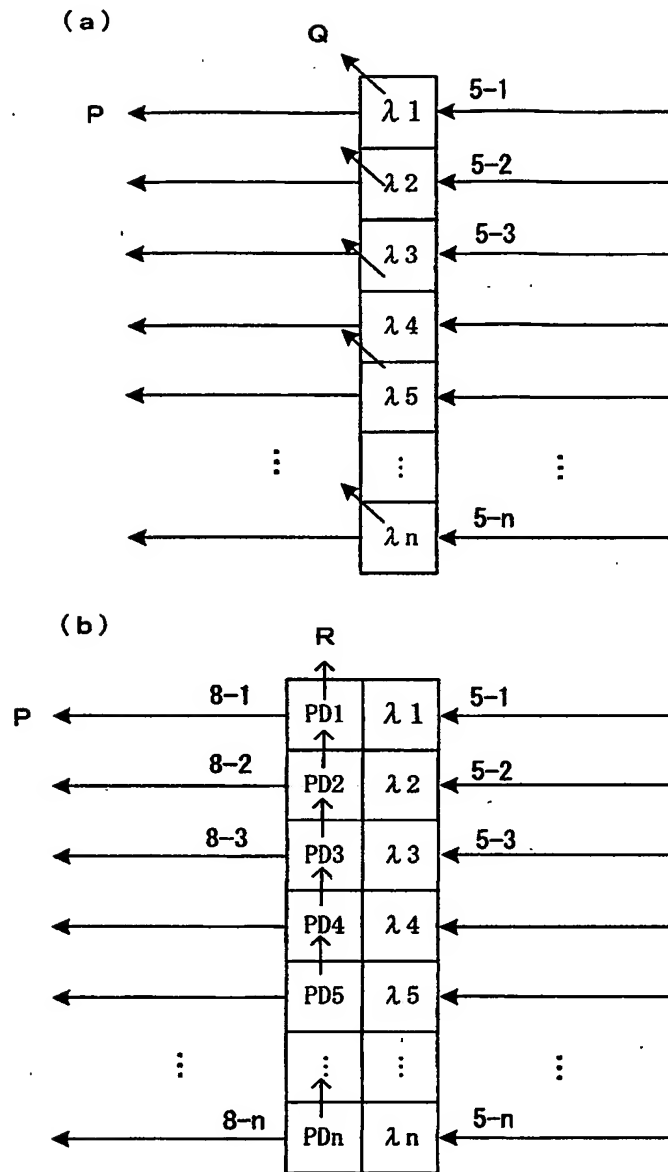 (a)
Q
P
λ1 5-1
λ2 5-2
λ3 5-3
λ4
λ5
⋮ ⋮ ⋮
λn 5-n
(b)
R
P 8-1 PD1 λ1 5-1
8-2 PD2 λ2 5-2
8-3 PD3 λ3 5-3
PD4 λ4
PD5 λ5
⋮ ⋮ ⋮ ⋮
8-n PDn λn 5-n